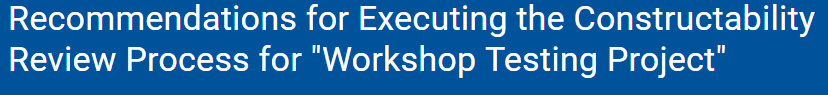 Recommendations for Executing the Constructability
Review Process for "Workshop Testing Project"